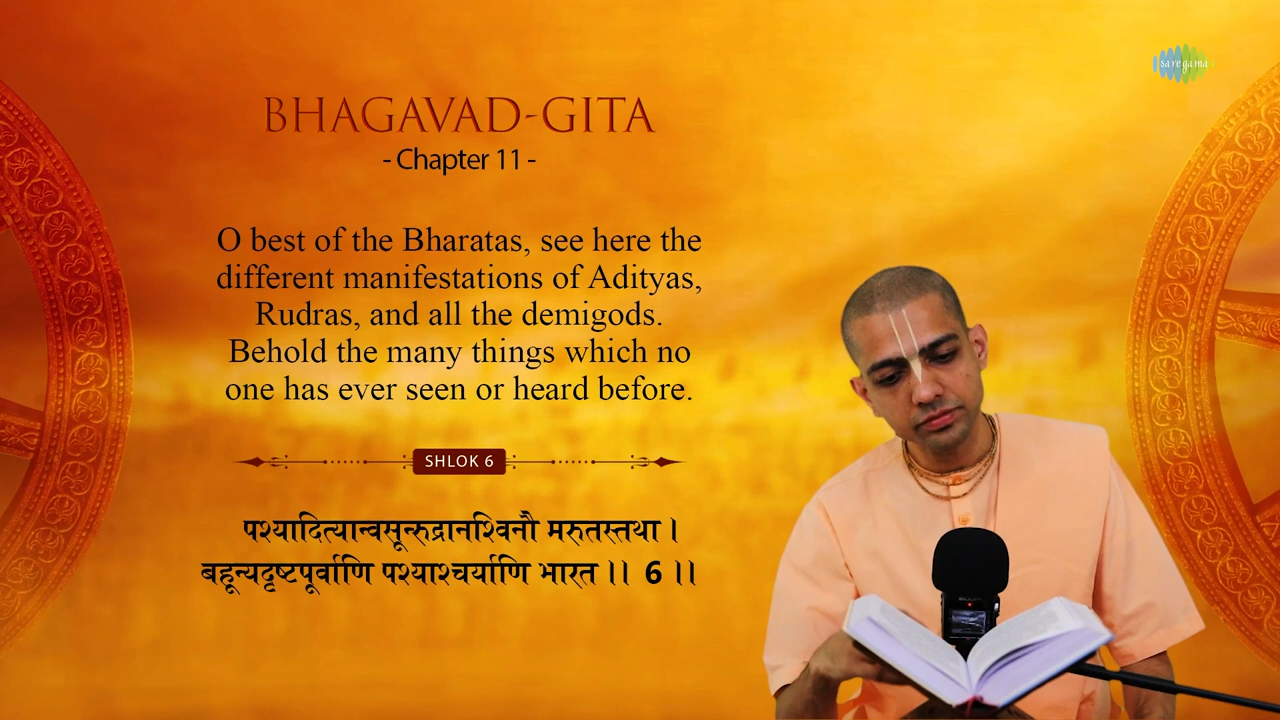 saregama
BHAGAVAD-GITA
- Chapter 11 -
O best of the Bharatas, see here the
different manifestations of Adityas,
Rudras, and all the demigods.
Behold the many things which no
one has ever seen or heard before.
SHLOK 6
पश्यादित्यान्वसून्रुद्रानश्विनौ मरुतस्तथा ।
बहून्यदृष्टपूर्वाणि पश्याश्चर्याणि भारत ।। 6 ।।